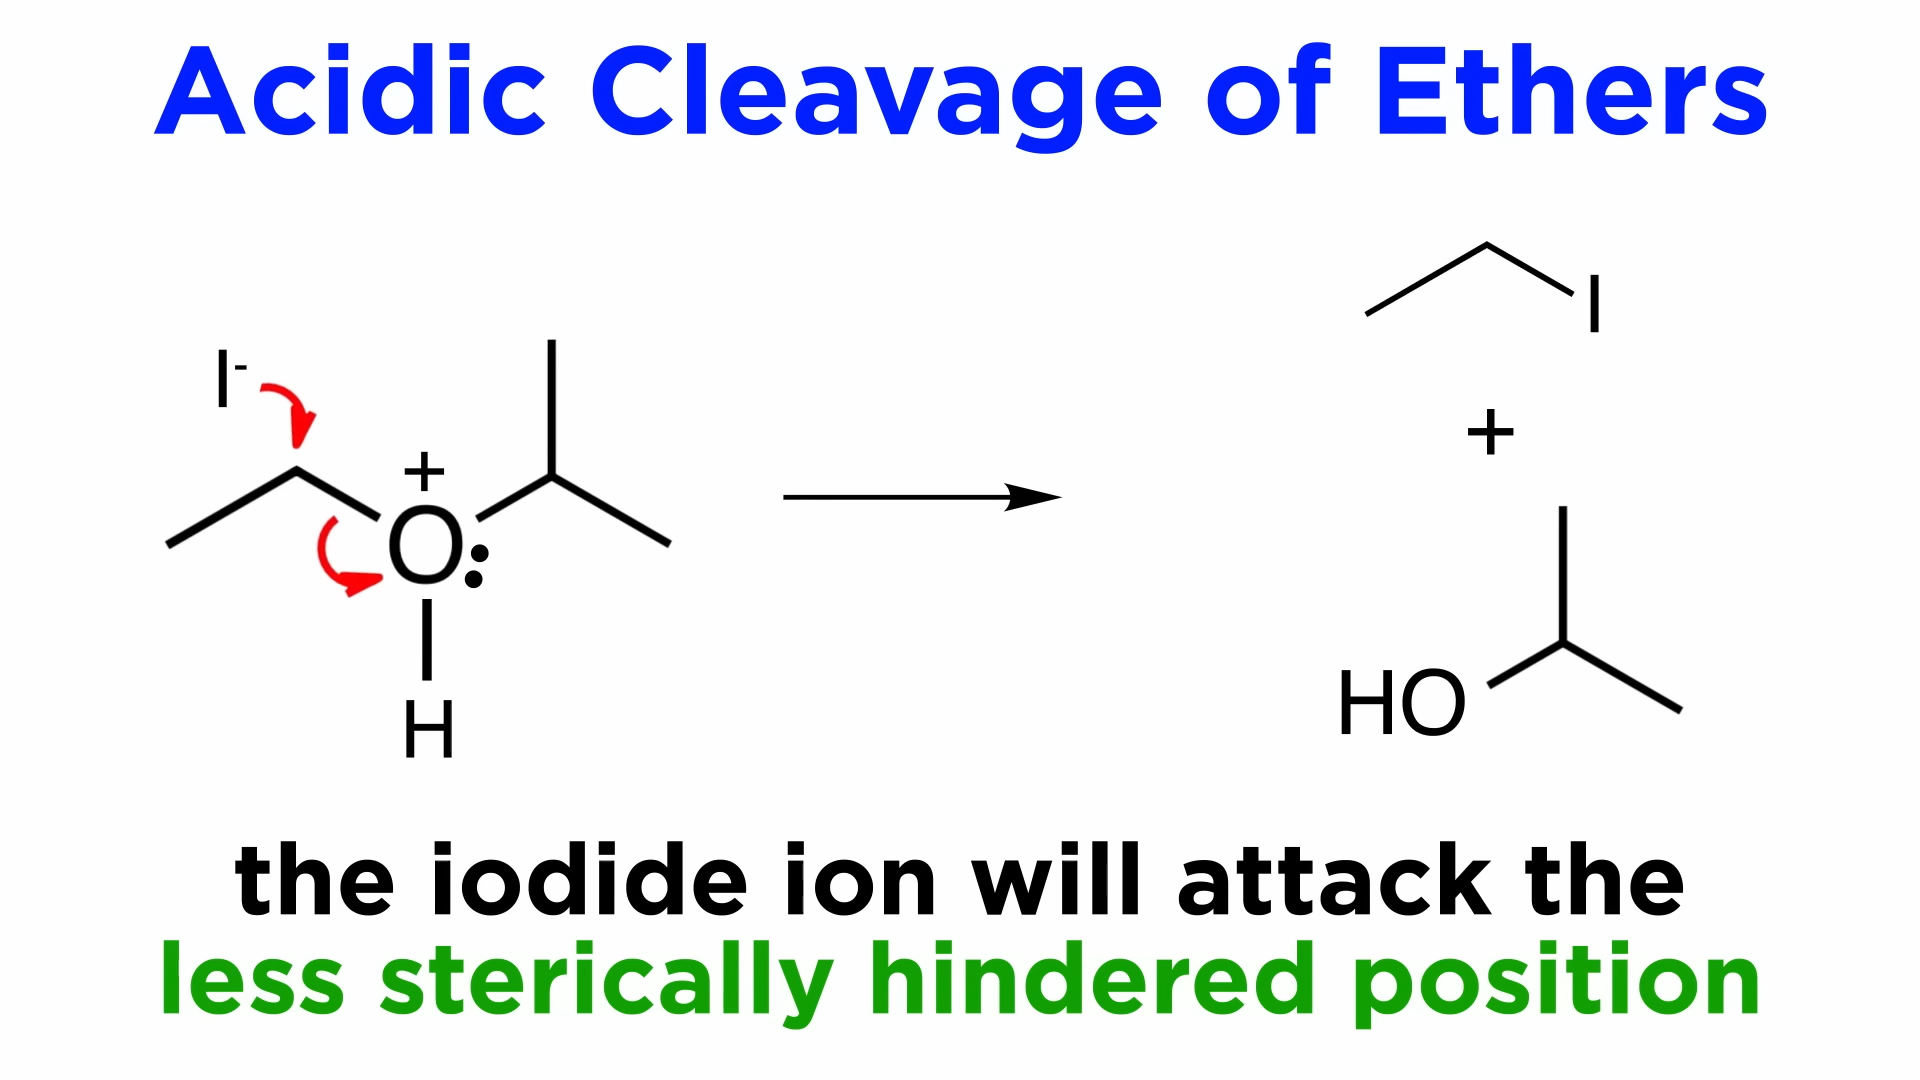 Acidic Cleavage of Ethers
I
I-
+
+
O:
HO
H
the iodide ion will attack the
less sterically hindered position